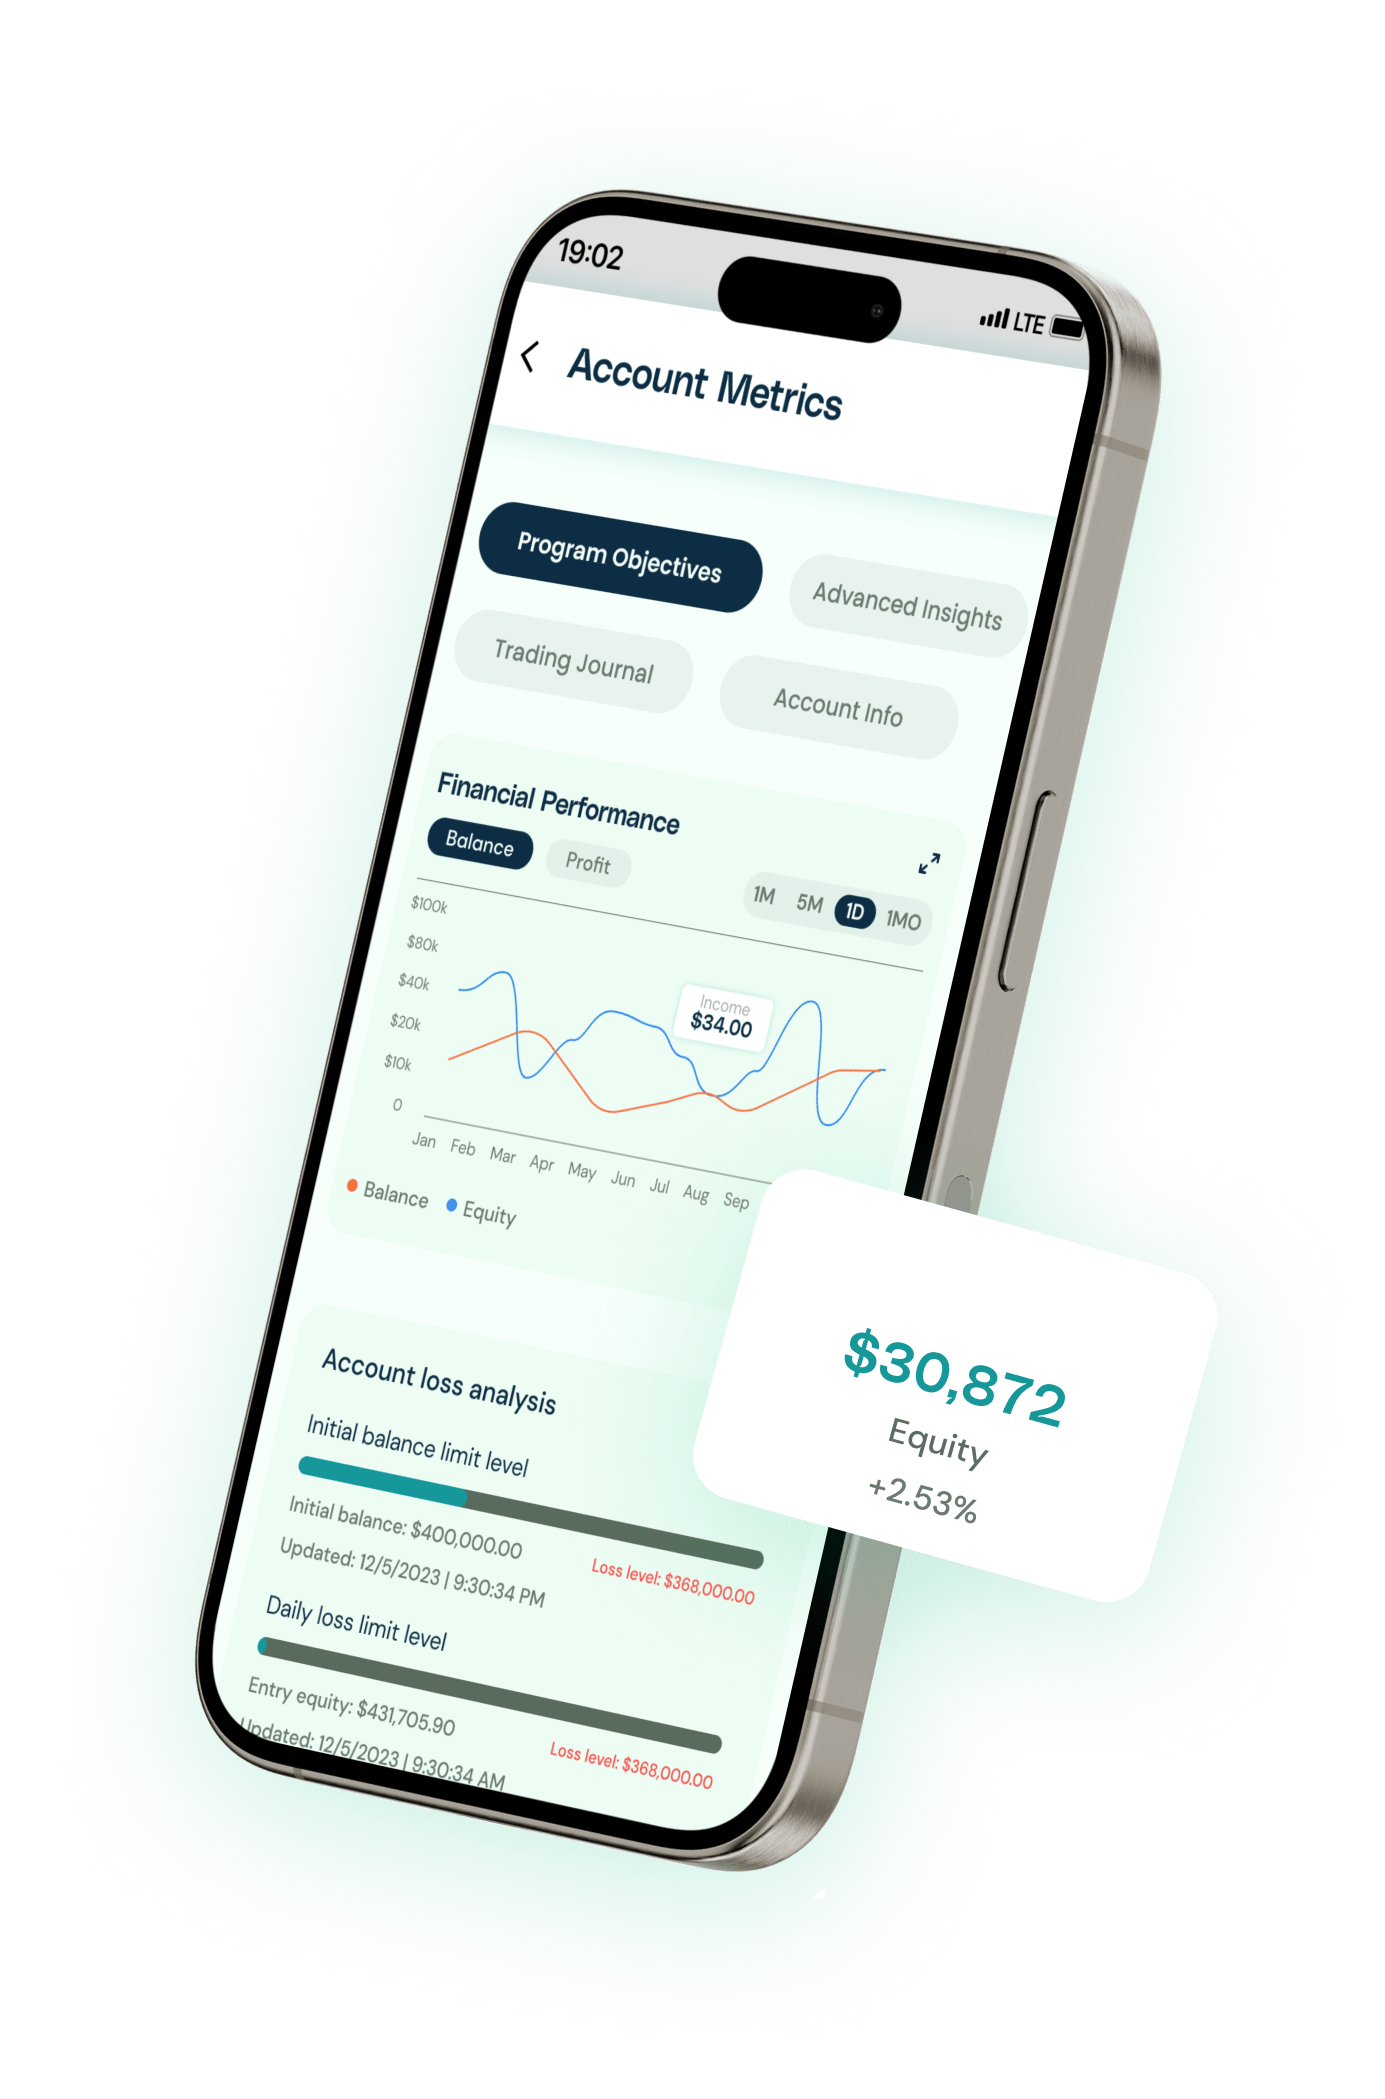 19:02
LTE
Account Metrics
Program Objectives
Advanced Insights
Trading Journal
Account Info
Financial Performance
Balance
Profit
1M 5M 1D 1MO
$100k
$80k
$40k
$20k
$10k
0
Income
$34.00
Jan Feb Mar Apr May Jun Jul Aug Sep
Balance Equity
$30,872
Equity
+2.53%
Account loss analysis
Initial balance limit level
Initial balance: $400,000.00
Loss level: $368,000.00
Updated: 12/5/2023 | 9:30:34 PM
Daily loss limit level
Entry equity: $431,705.90
Loss level: $368,000.00
Updated: 12/5/2023 | 9:30:34 AM